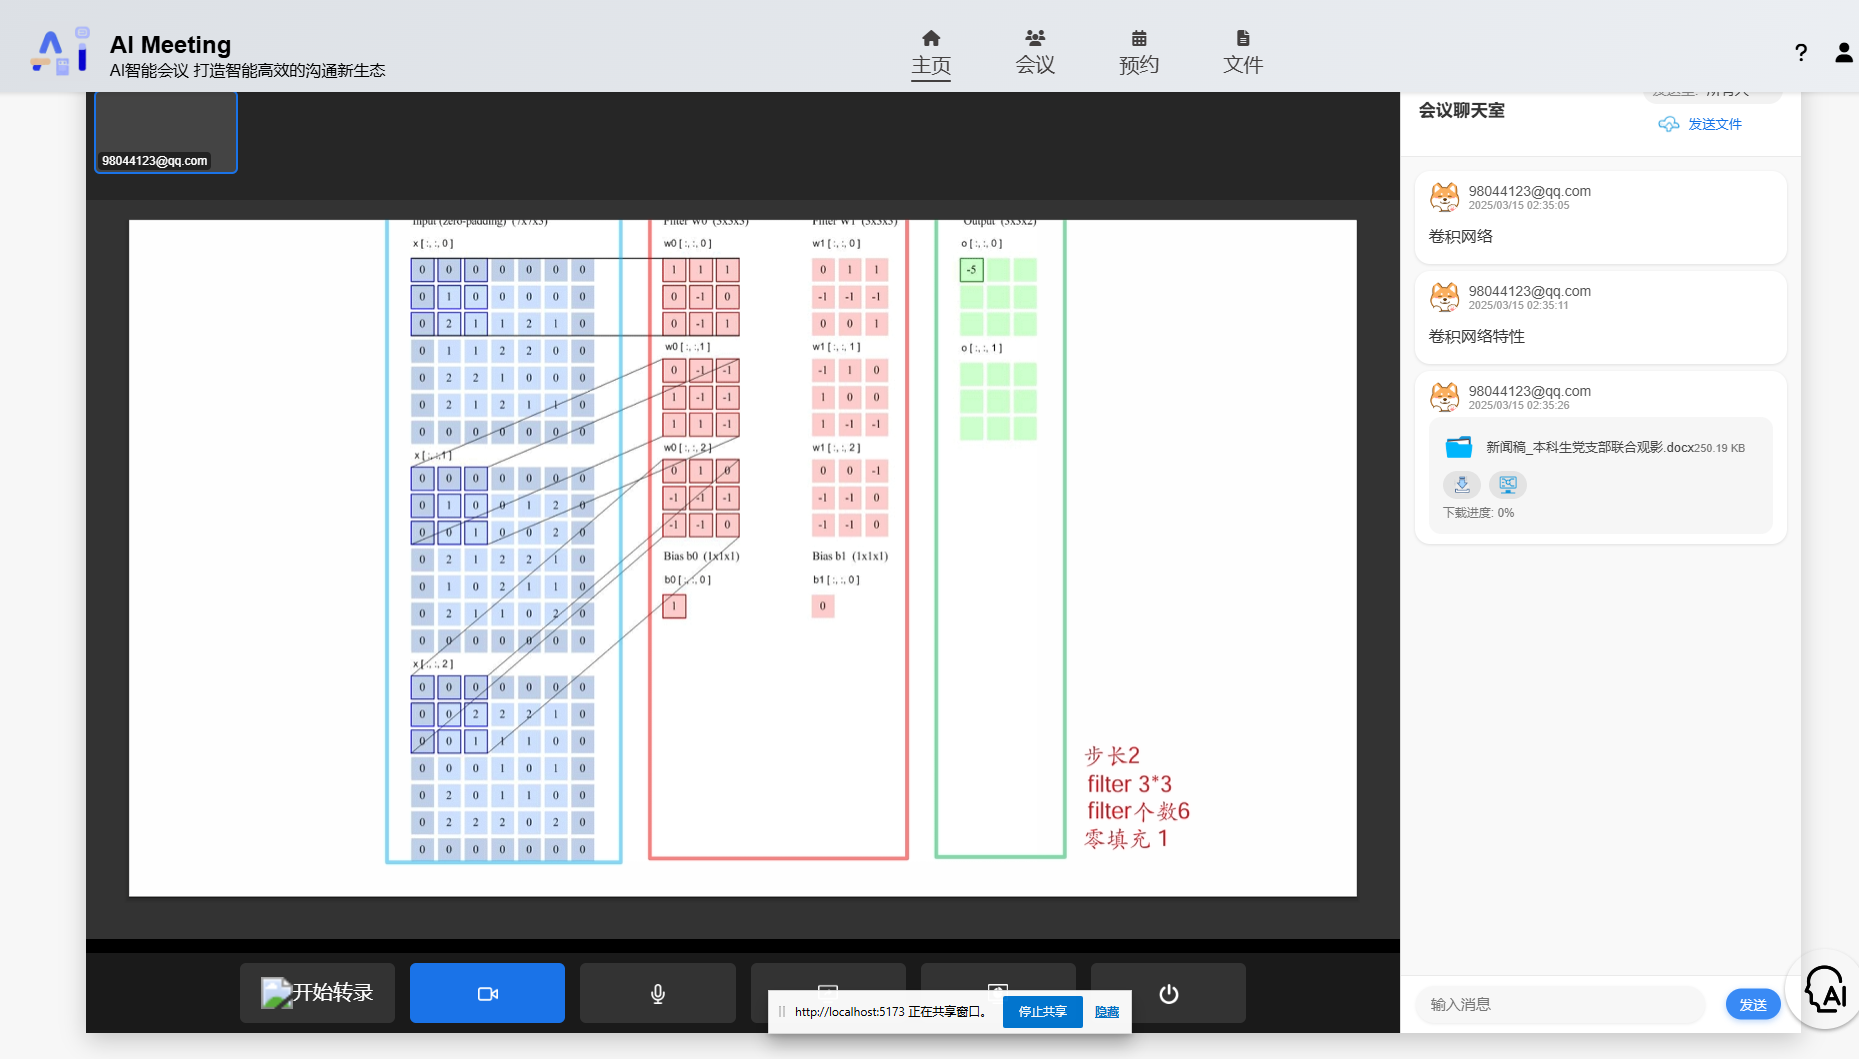 AI Meeting
AI智能会议 打造智能高效的沟通新生态
主页
会议
预约
文件
?
98044123@qq.com
Input (zero-padding) (7x7x3)
Filter W0 (3x3x3)
Filter W1 (3x3x3)
Output (3x3x2)
x [ :, :, 0 ]
w0 [ :, :, 0 ]
w1 [ :, :, 0 ]
o [ :, :, 0 ]
0 0 0 0 0 0 0
1 1 1
0 1 1
-5
0 1 0 0 0 0 0
0 -1 0
-1 -1 -1
0 2 1 1 2 1 0
0 -1 1
0 0 1
w0 [ :, :,1 ]
w1 [ :, :, 1 ]
o [ :, :, 1 ]
0 1 1 2 2 0 0
0 -1 -1
-1 1 0
0 2 2 1 0 0 0
1 -1 -1
1 0 0
0 2 1 2 1 1 0
1 1 -1
1 -1 -1
0 0 0 0 0 0 0
w0 [ :, :, 2 ]
w1 [ :, :, 2 ]
x [ :, :,1 ]
0 0 0 0 0 0 0
0 1 0
0 0 -1
0 1 0 0 1 2 0
-1 -1 -1
-1 -1 0
0 0 1 0 0 2 0
-1 -1 0
-1 -1 0
0 2 1 2 2 1 0
Bias b0 (1x1x1)
Bias b1 (1x1x1)
0 1 0 2 1 1 0
b0 [ :, :, 0 ]
b1 [ :, :, 0 ]
0 2 1 1 0 2 0
1
0
0 0 0 0 0 0 0
x [ :, :, 2 ]
0 0 0 0 0 0 0
0 0 2 2 2 1 0
0 0 1 1 1 0 0
0 0 0 1 0 1 0
0 2 0 1 1 0 0
0 2 2 2 0 2 0
0 0 0 0 0 0 0
步长2
filter 3*3
filter个数6
零填充 1
开始转录
http://localhost:5173 正在共享窗口。
停止共享
隐藏
发送至: 所有人
会议聊天室
发送文件
98044123@qq.com
2025/03/15 02:35:05
卷积网络
98044123@qq.com
2025/03/15 02:35:11
卷积网络特性
98044123@qq.com
2025/03/15 02:35:26
新闻稿_本科生党支部联合观影.docx250.19 KB
下载进度: 0%
输入消息
发送
AI